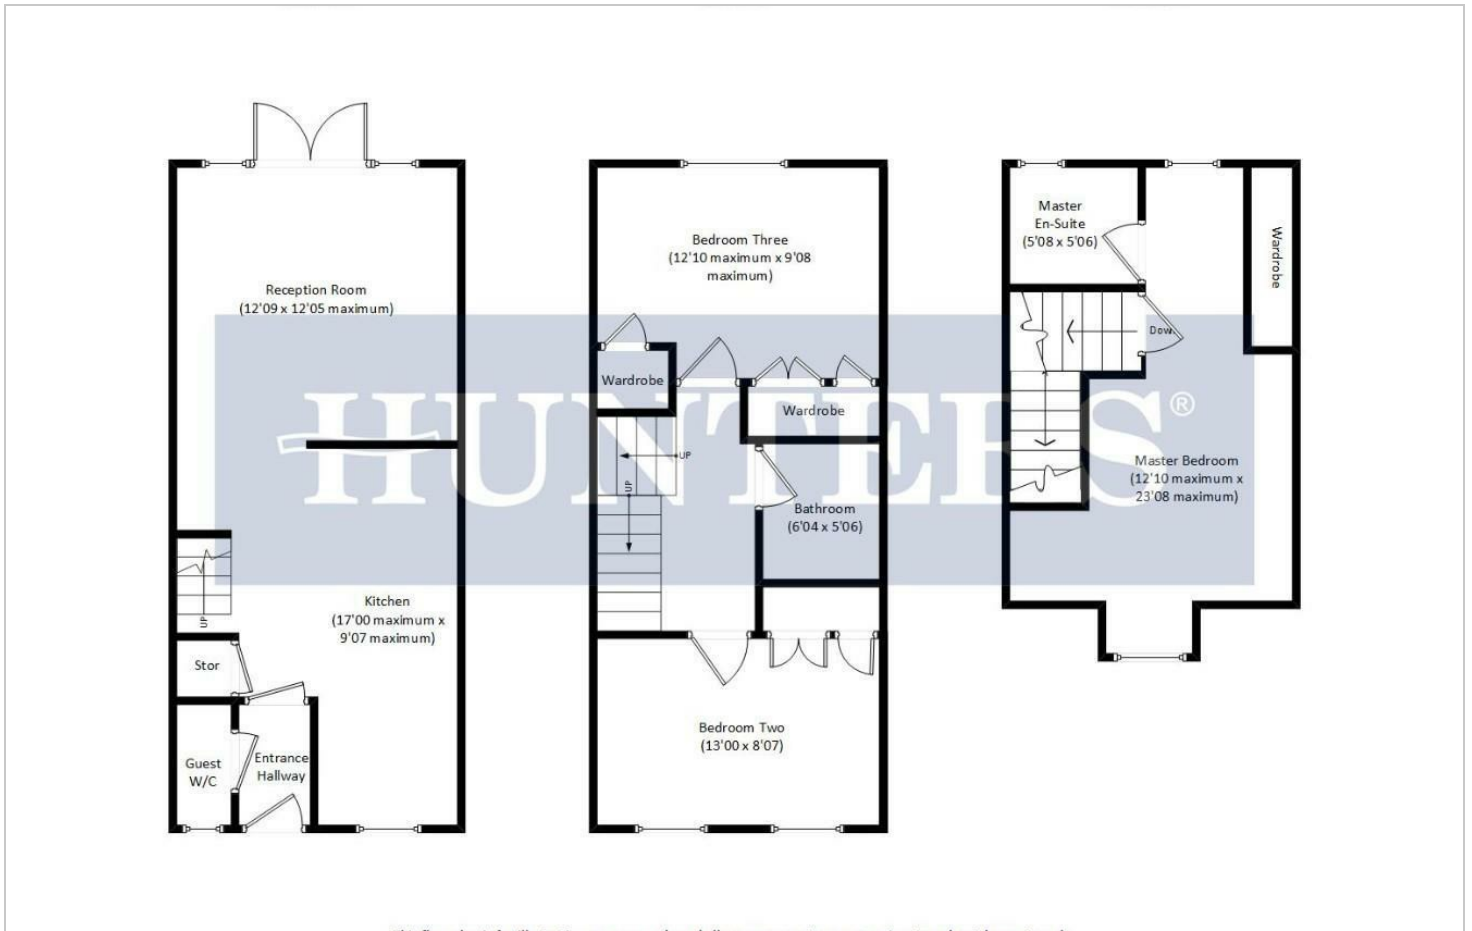 Reception Room
(12'09 x 12'05 maximum)
UP
Kitchen
(17'00 maximum x
9'07 maximum)
Stor
Guest
W/C
Entrance
Hallway
Bedroom Three
(12'10 maximum x 9'08
maximum)
Wardrobe
Wardrobe
UP
UP
Bathroom
(6'04 x 5'06)
Bedroom Two
(13'00 x 8'07)
Master
En-Suite
(5'08 x 5'06)
Wardrobe
Dow
Master Bedroom
(12'10 maximum x
23'08 maximum)
HUNTERS®